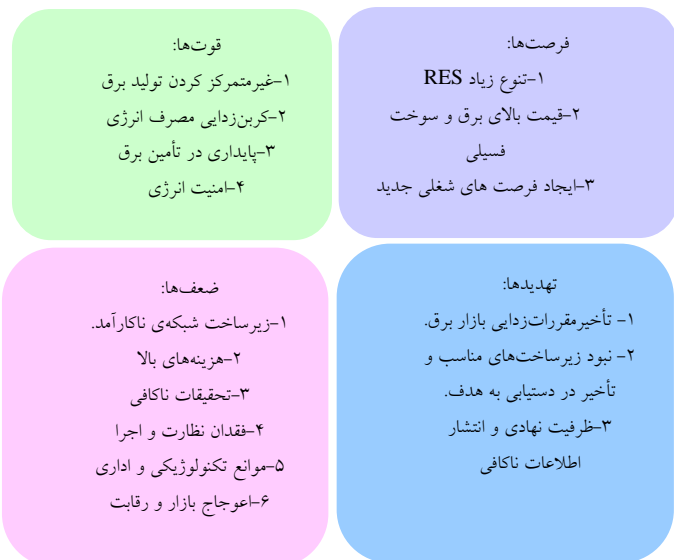 فرصت‌ها:
۱-تنوع زیاد RES
۲-قیمت بالای برق و سوخت
فسیلی
۳-ایجاد فرصت های شغلی جدید
قوت‌ها:
۱-غیرمتمرکز کردن تولید برق
۲-کربن‌زدایی مصرف انرژی
۳-پایداری در تأمین برق
۴-امنیت انرژی
تهدیدها:
۱- تأخیرمقررات‌زدایی بازار برق.
۲- نبود زیرساخت‌های مناسب و
تأخیر در دستیابی به هدف.
۳-ظرفیت نهادی و انتشار
اطلاعات ناکافی
ضعف‌ها:
۱-زیرساخت شبکه‌ی ناکارآمد.
۲-هزینه‌های بالا
۳-تحقیقات ناکافی
۴-فقدان نظارت و اجرا
۵-موانع تکنولوژیکی و اداری
۶-اعوجاج بازار و رقابت